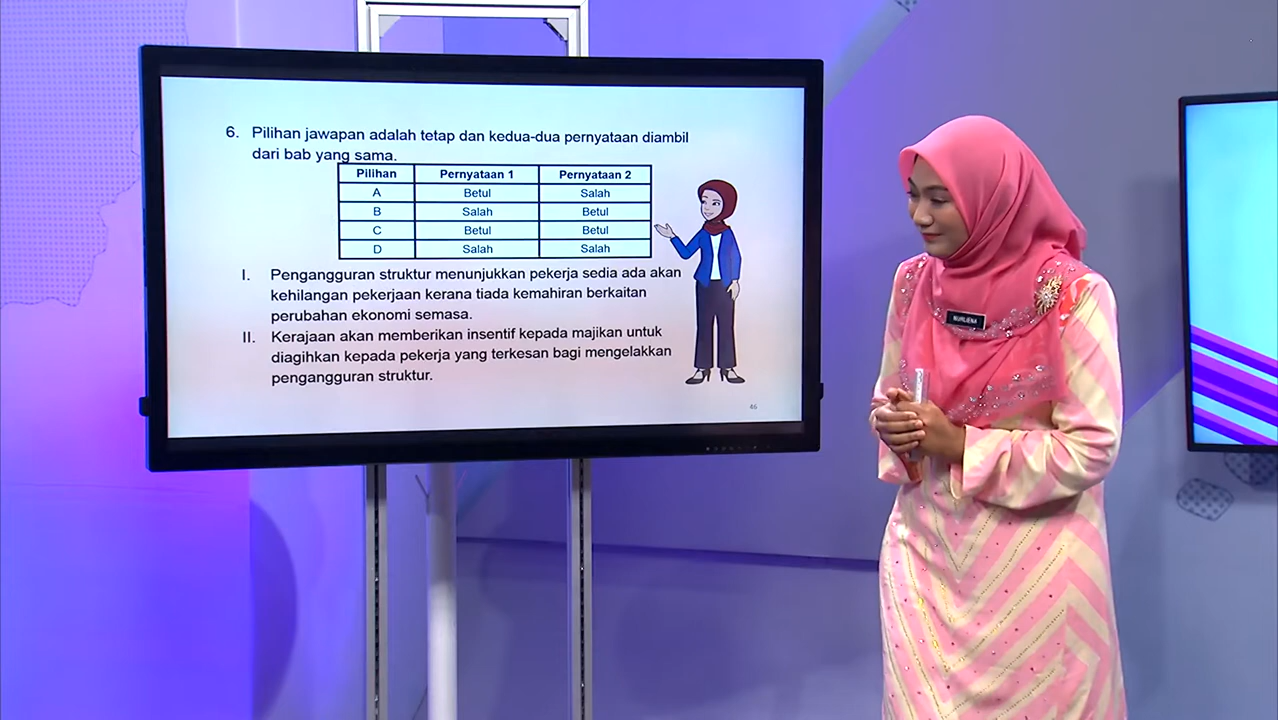 6. Pilihan jawapan adalah tetap dan kedua-dua pernyataan diambil
dari bab yang sama.
Pilihan Pernyataan 1 Pernyataan 2
A Betul Salah
B Salah Betul
C Betul Betul
D Salah Salah
I. Pengangguran struktur menunjukkan pekerja sedia ada akan
kehilangan pekerjaan kerana tiada kemahiran berkaitan
perubahan ekonomi semasa.
II. Kerajaan akan memberikan insentif kepada majikan untuk
diagihkan kepada pekerja yang terkesan bagi mengelakkan
pengangguran struktur.
46
NURLIENA